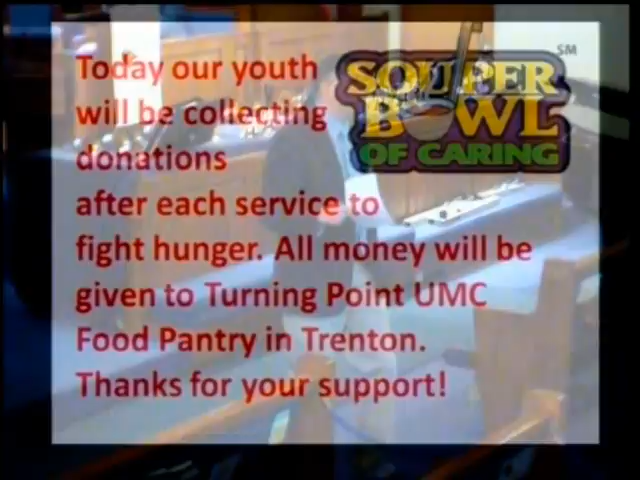 Today our youth
will be collecting
donations
after each service to
fight hunger. All money will be
given to Turning Point UMC
Food Pantry in Trenton.
Thanks for your support!
SOUPER SM
BOWL
OF CARING